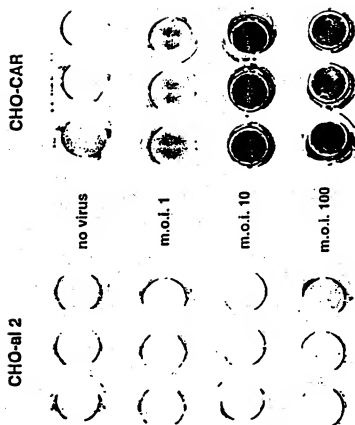 CHO-CAR
no virus
m.o.i. 1
m.o.i. 10
m.o.i. 100
CHO-al 2